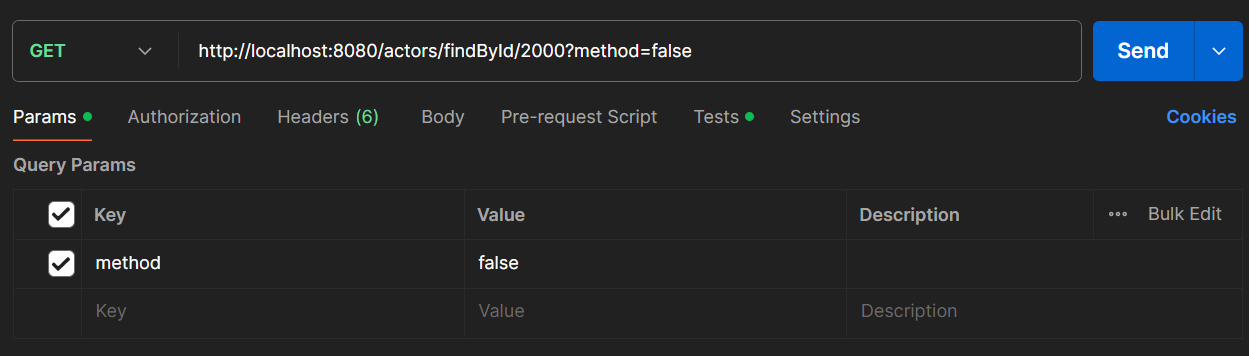 GET http://localhost:8080/actors/findById/2000?method=false Send
Params Authorization Headers (6) Body Pre-request Script Tests Settings Cookies
Query Params
Key Value Description Bulk Edit
method false
Key Value Description